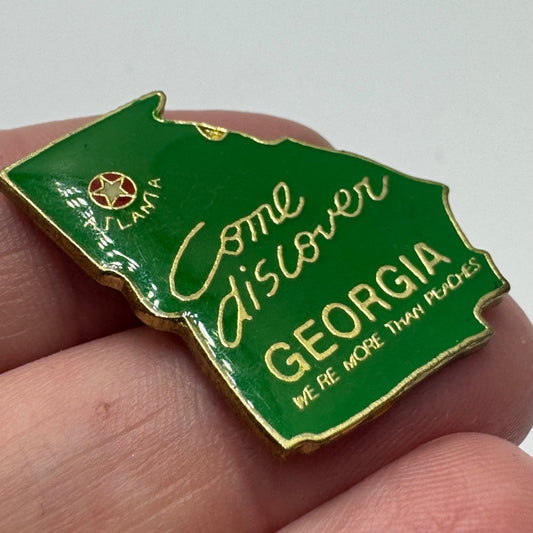 ATLANTA
Come
discover
GEORGIA
WE'RE MORE THAN PEACHES